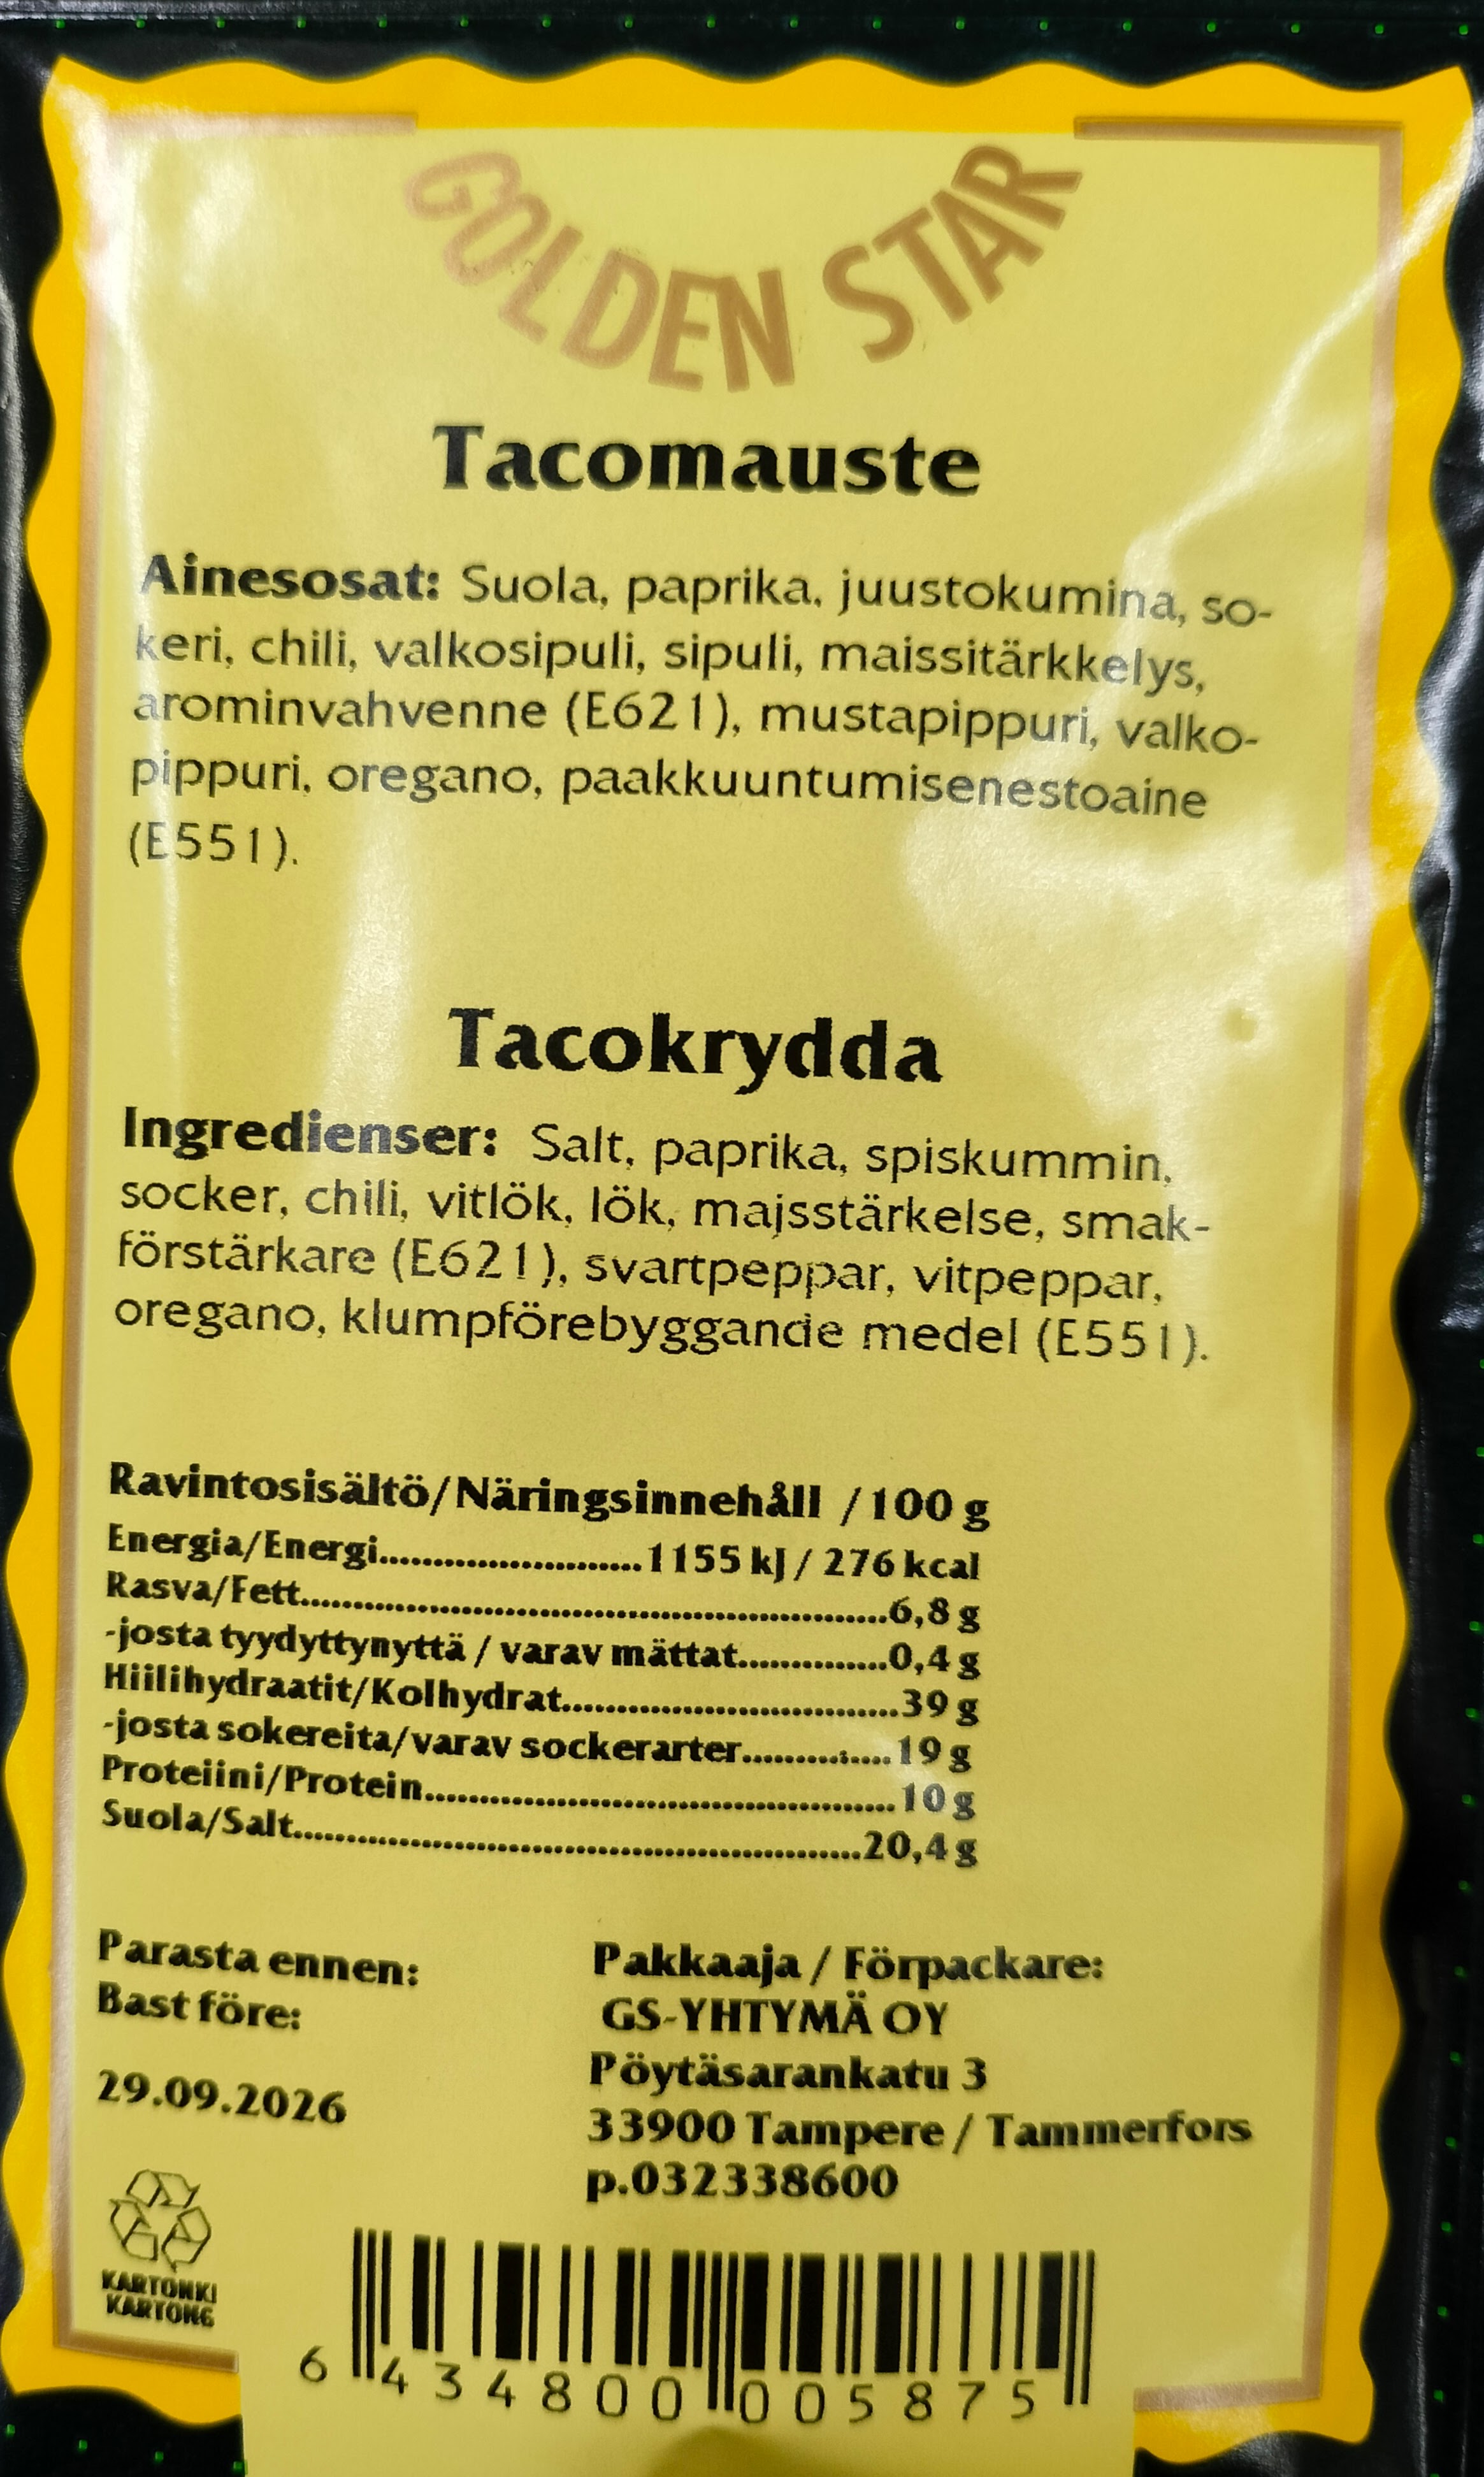 GOLDEN STAR
Tacomauste
Ainesosat: Suola, paprika, juustokumina, so-
keri, chili, valkosipuli, sipuli, maissitärkkelys,
arominvahvenne (E621), mustapippuri, valko-
pippuri, oregano, paakkuuntumisenestoaine
(E551).
Tacokrydda
Ingredienser: Salt, paprika, spiskummin,
socker, chili, vitlök, lök, majsstärkelse, smak-
förstärkare (E621), svartpeppar, vitpeppar,
oregano, klumpförebyggande medel (E551).
Ravintosisältö/Näringsinnehåll /100 g
Energia/Energi..........................1155 kJ / 276 kcal
Rasva/Fett..........................................................6,8 g
-josta tyydyttynyttä / varav mättat...............0,4 g
Hiilihydraatit/Kolhydrat.................................39 g
-josta sokereita/varav sockerarter...............19 g
Proteiini/Protein...............................................10 g
Suola/Salt........................................................20,4 g
Parasta ennen:
Bast före:
29.09.2026
Pakkaaja / Förpackare:
GS-YHTYMÄ OY
Pöytäsarankatu 3
33900 Tampere / Tammerfors
p.032338600
KARTONKI
KARTONG
6 434800 005875